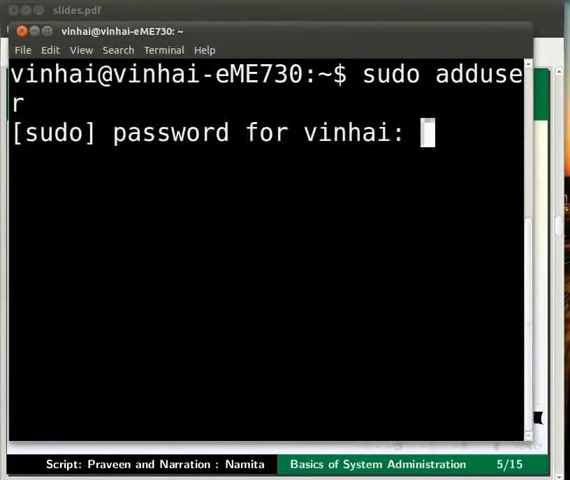 slides.pdf
vinhai@vinhai-eME730: ~
File Edit View Search Terminal Help
vinhai@vinhai-eME730:~$ sudo adduse
r
[sudo] password for vinhai:
Script: Praveen and Narration : Namita Basics of System Administration 5/15